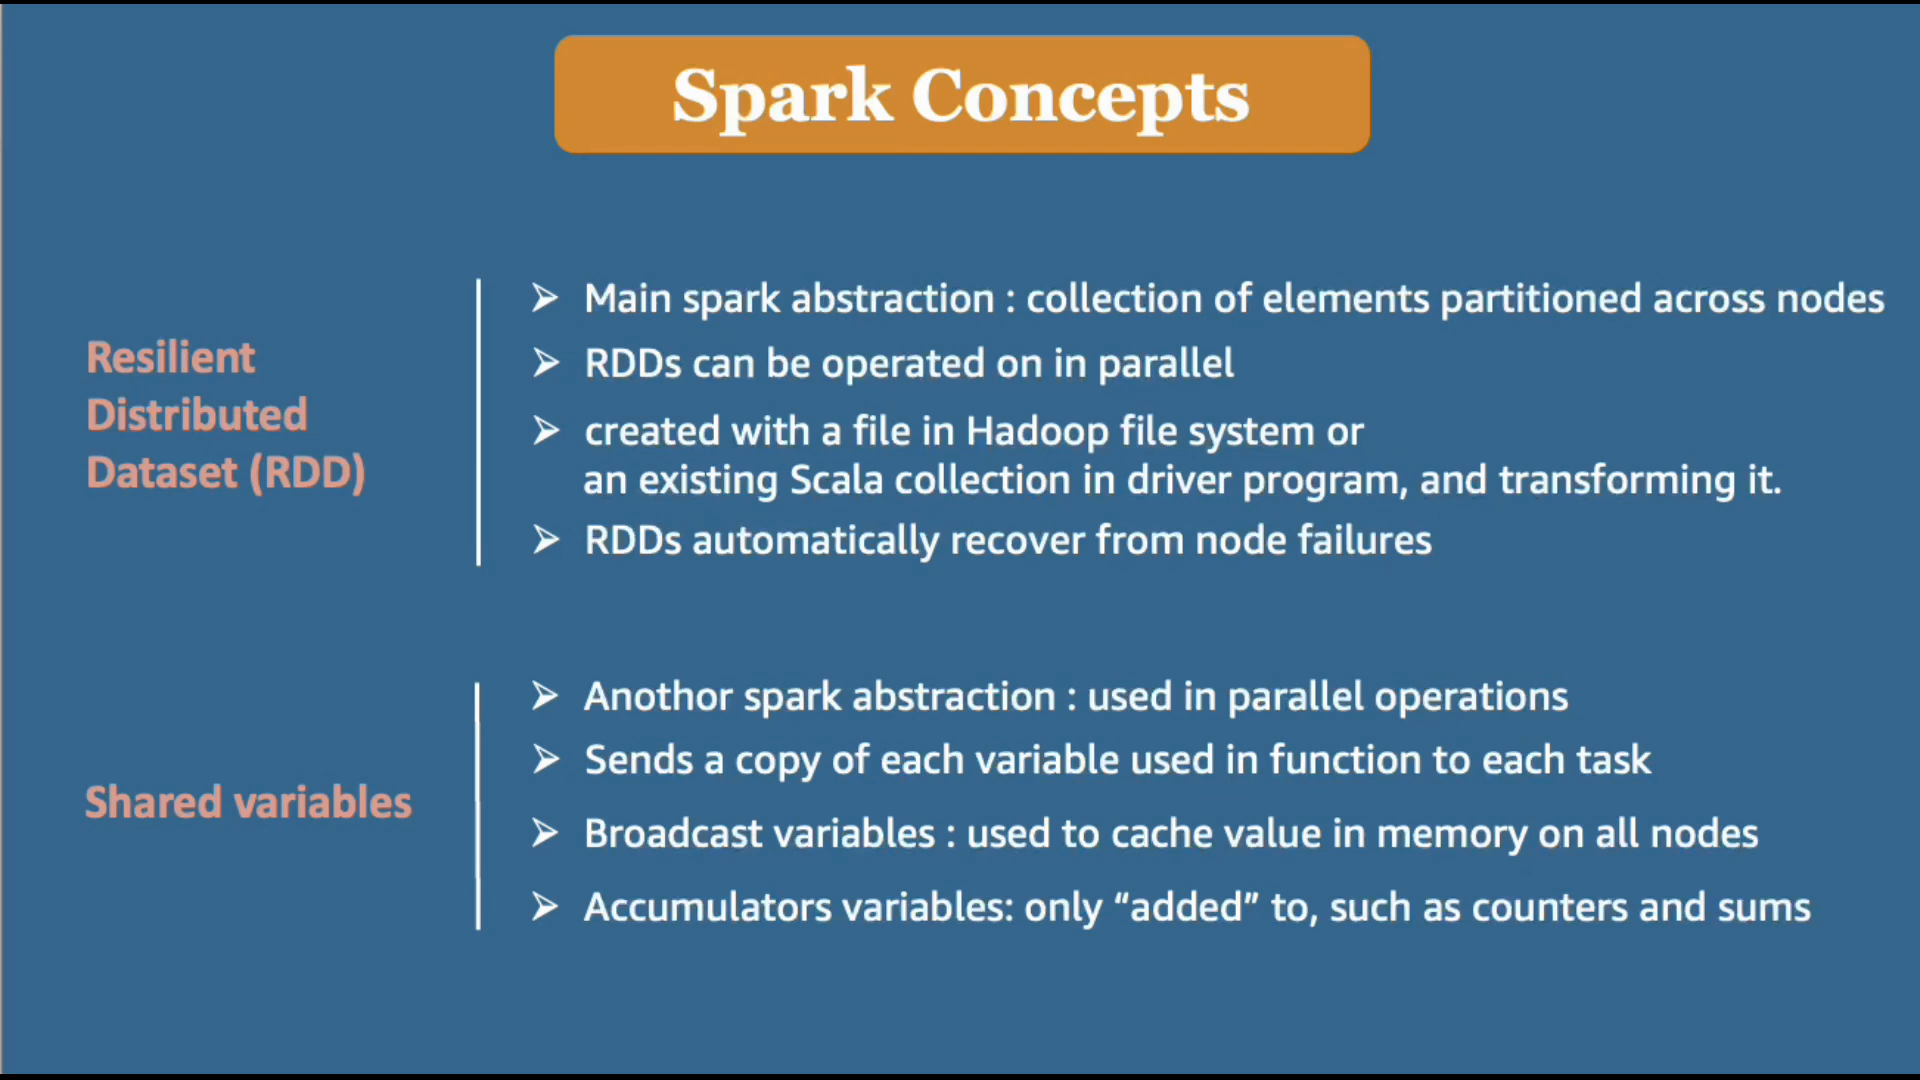 Spark Concepts
Resilient
Distributed
Dataset (RDD)
➢ Main spark abstraction : collection of elements partitioned across nodes
➢ RDDs can be operated on in parallel
➢ created with a file in Hadoop file system or
an existing Scala collection in driver program, and transforming it.
➢ RDDs automatically recover from node failures
Shared variables
➢ Anothor spark abstraction : used in parallel operations
➢ Sends a copy of each variable used in function to each task
➢ Broadcast variables : used to cache value in memory on all nodes
➢ Accumulators variables: only “added” to, such as counters and sums